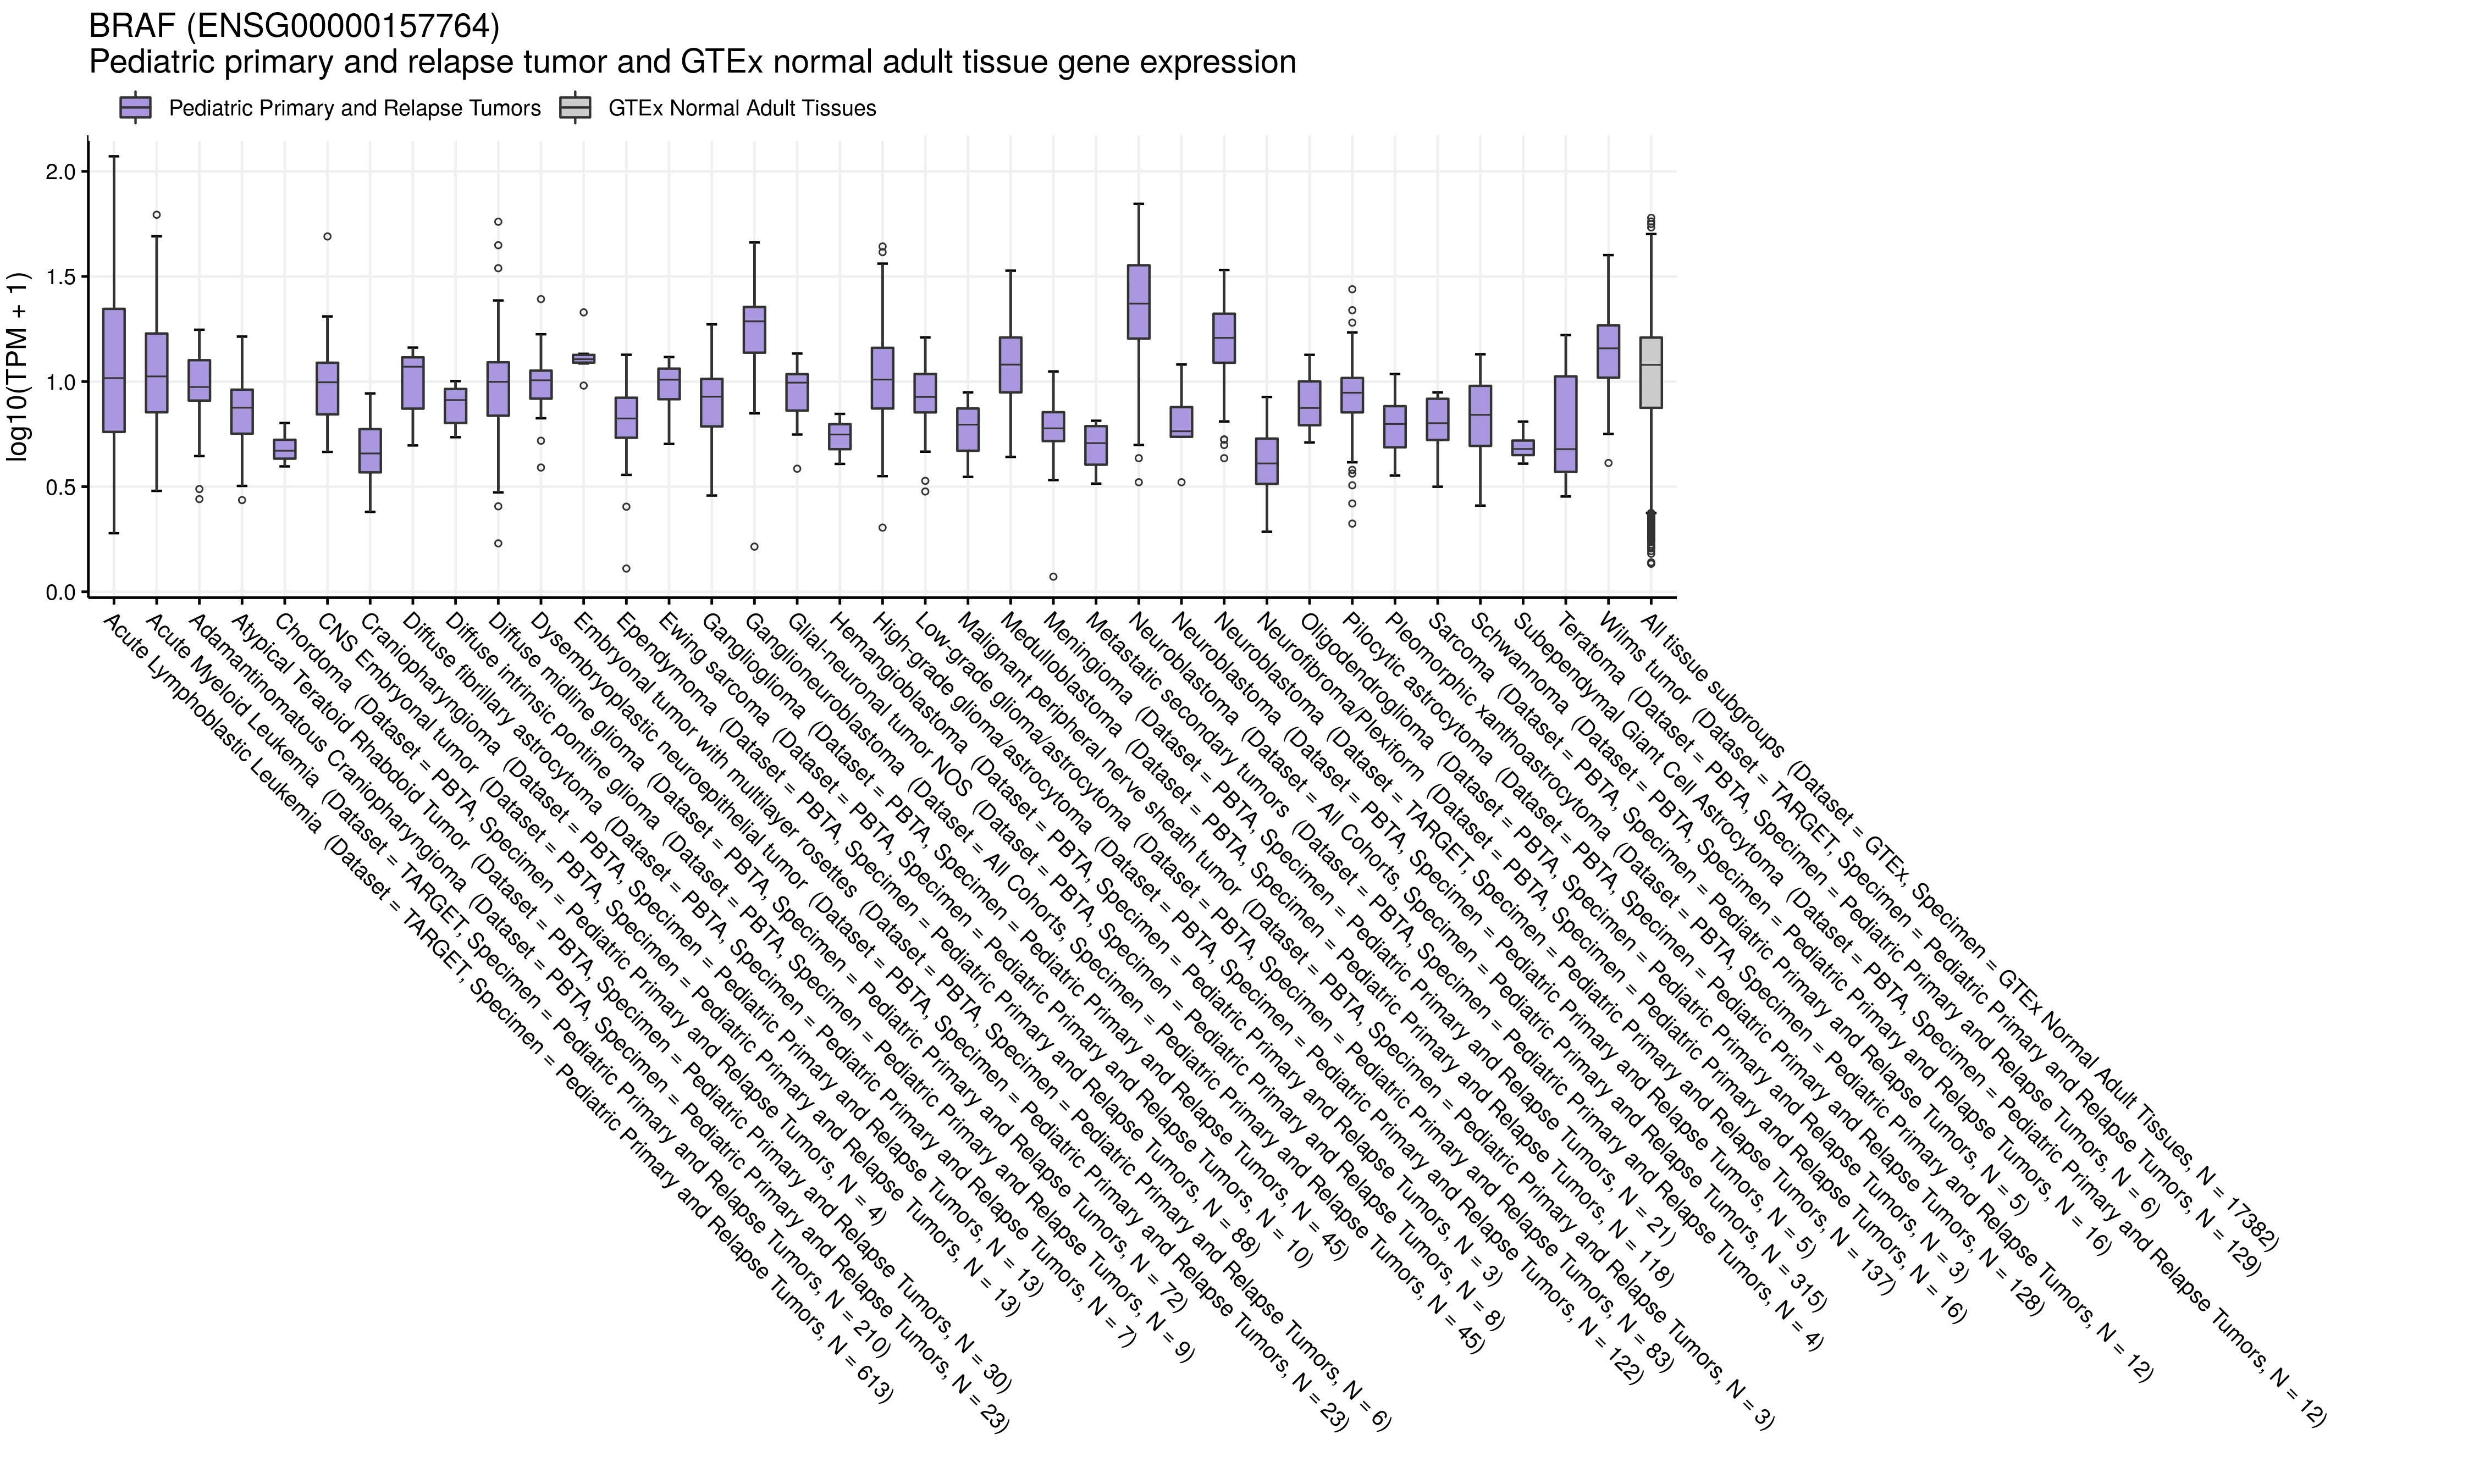 BRAF (ENSG00000157764)
Pediatric primary and relapse tumor and GTEx normal adult tissue gene expression
Pediatric Primary and Relapse Tumors
GTEx Normal Adult Tissues
log10(TPM + 1)
2.0
1.5
1.0
0.5
0.0
Acute Lymphoblastic Leukemia (Dataset = TARGET, Specimen = Pediatric Primary and Relapse Tumors, N = 613)
Acute Myeloid Leukemia (Dataset = TARGET, Specimen = Pediatric Primary and Relapse Tumors, N = 210)
Adamantinomatous Craniopharyngioma (Dataset = PBTA, Specimen = Pediatric Primary and Relapse Tumors, N = 23)
Atypical Teratoid Rhabdoid Tumor (Dataset = PBTA, Specimen = Pediatric Primary and Relapse Tumors, N = 30)
Chordoma (Dataset = PBTA, Specimen = Pediatric Primary and Relapse Tumors, N = 4)
CNS Embryonal tumor (Dataset = PBTA, Specimen = Pediatric Primary and Relapse Tumors, N = 13)
Craniopharyngioma (Dataset = PBTA, Specimen = Pediatric Primary and Relapse Tumors, N = 13)
Diffuse fibrillary astrocytoma (Dataset = PBTA, Specimen = Pediatric Primary and Relapse Tumors, N = 7)
Diffuse intrinsic pontine glioma (Dataset = PBTA, Specimen = Pediatric Primary and Relapse Tumors, N = 9)
Diffuse midline glioma (Dataset = PBTA, Specimen = Pediatric Primary and Relapse Tumors, N = 72)
Dysembryoplastic neuroepithelial tumor (Dataset = PBTA, Specimen = Pediatric Primary and Relapse Tumors, N = 23)
Embryonal tumor with multilayer rosettes (Dataset = PBTA, Specimen = Pediatric Primary and Relapse Tumors, N = 6)
Ependymoma (Dataset = PBTA, Specimen = Pediatric Primary and Relapse Tumors, N = 88)
Ewing sarcoma (Dataset = PBTA, Specimen = Pediatric Primary and Relapse Tumors, N = 10)
Ganglioglioma (Dataset = PBTA, Specimen = Pediatric Primary and Relapse Tumors, N = 45)
Ganglioneuroblastoma (Dataset = All Cohorts, Specimen = Pediatric Primary and Relapse Tumors, N = 45)
Glial-neuronal tumor NOS (Dataset = PBTA, Specimen = Pediatric Primary and Relapse Tumors, N = 8)
Hemangioblastoma (Dataset = PBTA, Specimen = Pediatric Primary and Relapse Tumors, N = 3)
High-grade glioma/astrocytoma (Dataset = PBTA, Specimen = Pediatric Primary and Relapse Tumors, N = 122)
Low-grade glioma/astrocytoma (Dataset = PBTA, Specimen = Pediatric Primary and Relapse Tumors, N = 83)
Malignant peripheral nerve sheath tumor (Dataset = PBTA, Specimen = Pediatric Primary and Relapse Tumors, N = 3)
Medulloblastoma (Dataset = PBTA, Specimen = Pediatric Primary and Relapse Tumors, N = 118)
Meningioma (Dataset = PBTA, Specimen = Pediatric Primary and Relapse Tumors, N = 21)
Metastatic secondary tumors (Dataset = PBTA, Specimen = Pediatric Primary and Relapse Tumors, N = 4)
Neuroblastoma (Dataset = All Cohorts, Specimen = Pediatric Primary and Relapse Tumors, N = 315)
Neuroblastoma (Dataset = PBTA, Specimen = Pediatric Primary and Relapse Tumors, N = 5)
Neuroblastoma (Dataset = TARGET, Specimen = Pediatric Primary and Relapse Tumors, N = 137)
Neurofibroma/Plexiform (Dataset = PBTA, Specimen = Pediatric Primary and Relapse Tumors, N = 16)
Oligodendroglioma (Dataset = PBTA, Specimen = Pediatric Primary and Relapse Tumors, N = 3)
Pilocytic astrocytoma (Dataset = PBTA, Specimen = Pediatric Primary and Relapse Tumors, N = 128)
Pleomorphic xanthoastrocytoma (Dataset = PBTA, Specimen = Pediatric Primary and Relapse Tumors, N = 12)
Sarcoma (Dataset = PBTA, Specimen = Pediatric Primary and Relapse Tumors, N = 5)
Schwannoma (Dataset = PBTA, Specimen = Pediatric Primary and Relapse Tumors, N = 16)
Subependymal Giant Cell Astrocytoma (Dataset = PBTA, Specimen = Pediatric Primary and Relapse Tumors, N = 12)
Teratoma (Dataset = PBTA, Specimen = Pediatric Primary and Relapse Tumors, N = 6)
Wilms tumor (Dataset = TARGET, Specimen = Pediatric Primary and Relapse Tumors, N = 129)
All tissue subgroups (Dataset = GTEx, Specimen = GTEx Normal Adult Tissues, N = 17382)